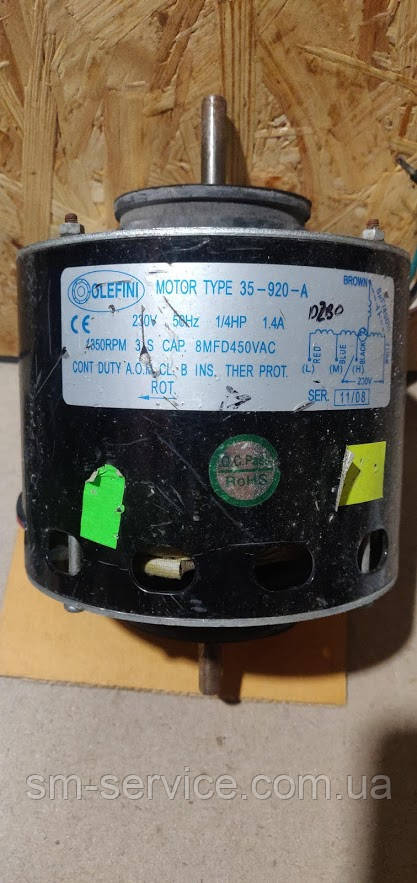 OLEFINI MOTOR TYPE 35-920-A
CE 230V 50Hz 1/4HP 1.4A
1350RPM 3/S CAP 8MFD450VAC
CONT DUTY A.O.M CL. B INS. THER PROT.
ROT.
BROWN
RED
BLUE
BLACK
(L) (M) (H)
230V
SER. 11/08
Q.C.Pass
RoHS
sm-service.com.ua